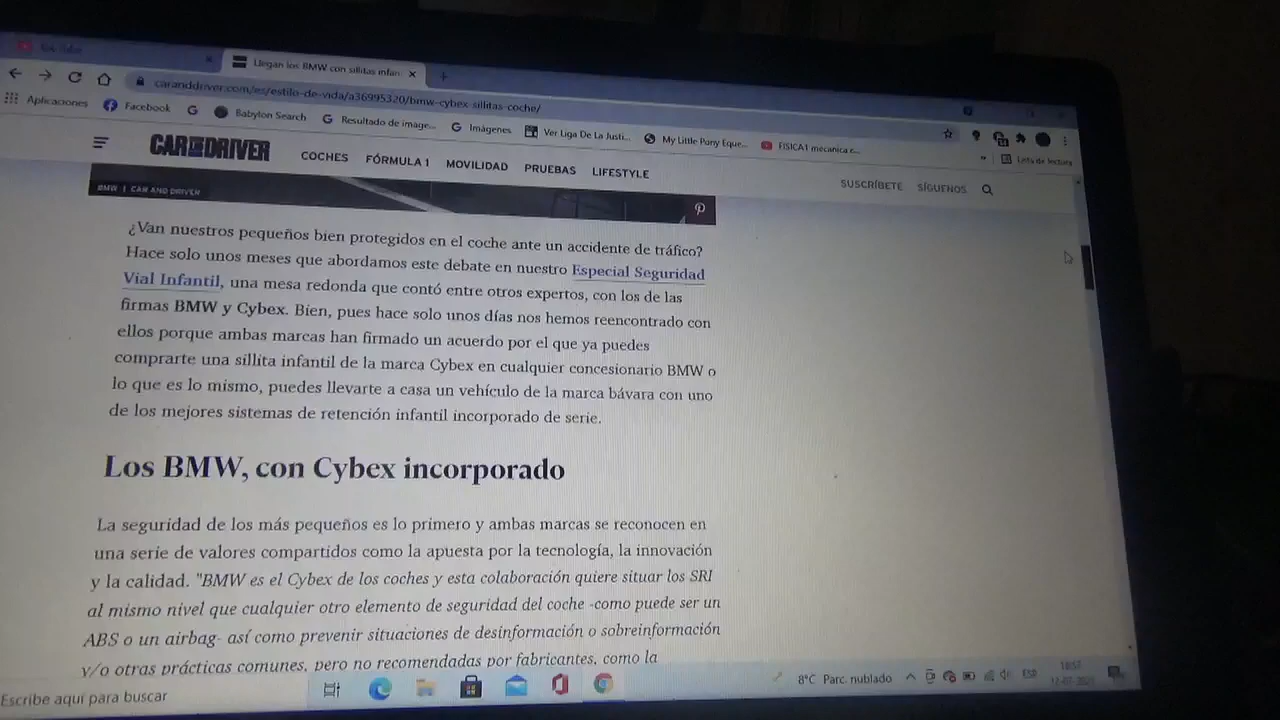 YouTube
Llegan los BMW con sillitas infan
caranddriver.com/es/estilo-de-vida/a36995320/bmw-cybex-sillitas-coche/
Aplicaciones Facebook Babylon Search Resultado de image... Imágenes Ver Liga De La Justi... My Little Pony Eque... FISICA1 mecanica c... Lista de lectura
CAR AND DRIVER COCHES FÓRMULA 1 MOVILIDAD PRUEBAS LIFESTYLE SUSCRÍBETE SÍGUENOS
BMW | CAR AND DRIVER
¿Van nuestros pequeños bien protegidos en el coche ante un accidente de tráfico?
Hace solo unos meses que abordamos este debate en nuestro Especial Seguridad
Vial Infantil, una mesa redonda que contó entre otros expertos, con los de las
firmas BMW y Cybex. Bien, pues hace solo unos días nos hemos reencontrado con
ellos porque ambas marcas han firmado un acuerdo por el que ya puedes
comprarte una sillita infantil de la marca Cybex en cualquier concesionario BMW o
lo que es lo mismo, puedes llevarte a casa un vehículo de la marca bávara con uno
de los mejores sistemas de retención infantil incorporado de serie.
Los BMW, con Cybex incorporado
La seguridad de los más pequeños es lo primero y ambas marcas se reconocen en
una serie de valores compartidos como la apuesta por la tecnología, la innovación
y la calidad. "BMW es el Cybex de los coches y esta colaboración quiere situar los SRI
al mismo nivel que cualquier otro elemento de seguridad del coche -como puede ser un
ABS o un airbag- así como prevenir situaciones de desinformación o sobreinformación
y/o otras prácticas comunes, pero no recomendadas por fabricantes, como la
Escribe aquí para buscar
8°C Parc. nublado ESP